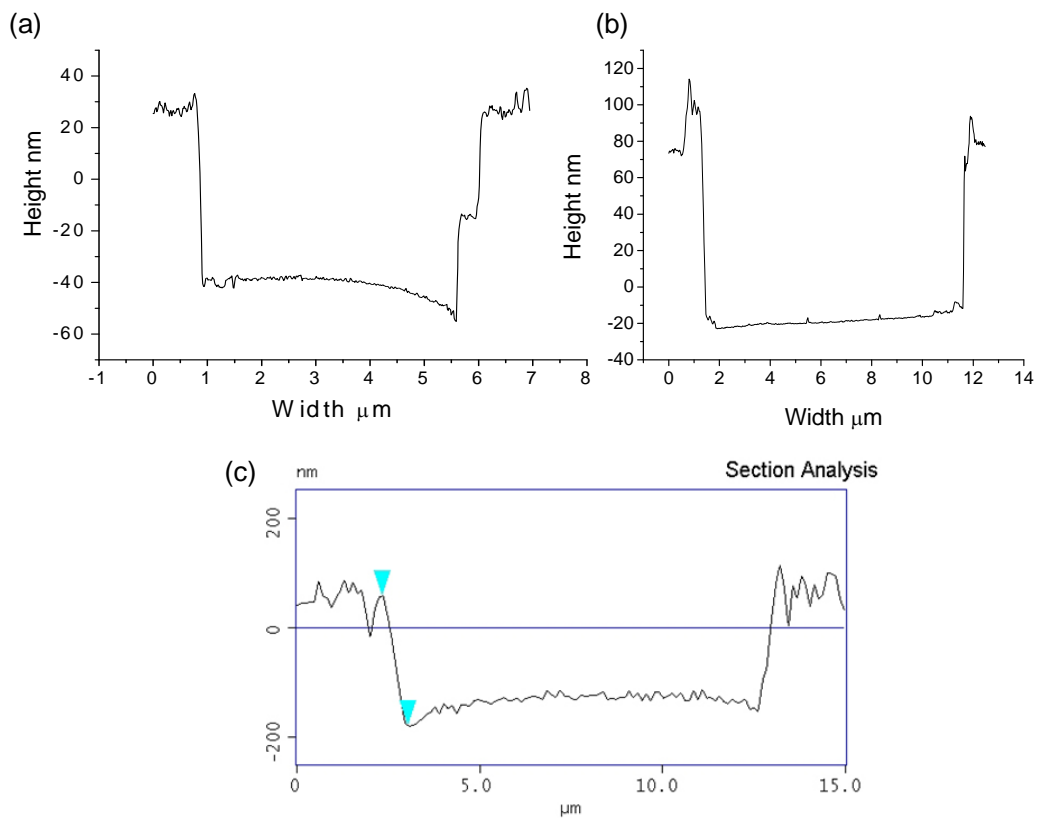 (a)
(b)
40
20
0
-20
-40
-60
Height nm
-1 0 1 2 3 4 5 6 7 8
Width μm
120
100
80
60
40
20
0
-20
-40
Height nm
0 2 4 6 8 10 12 14
Width μm
(c)
nm
Section Analysis
200
0
-200
0 5.0 10.0 15.0
μm